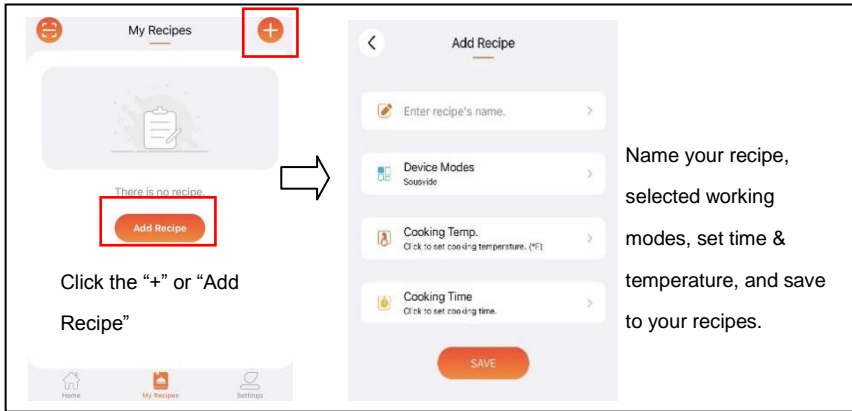 My Recipes
There is no recipe.
Add Recipe
Click the “+” or “Add
Recipe”
Home
My Recipes
Settings
Add Recipe
Enter recipe's name.
Device Modes
Sousvide
Cooking Temp.
Click to set cooking temperature. (°F)
Cooking Time
Click to set cooking time.
SAVE
Name your recipe,
selected working
modes, set time &
temperature, and save
to your recipes.